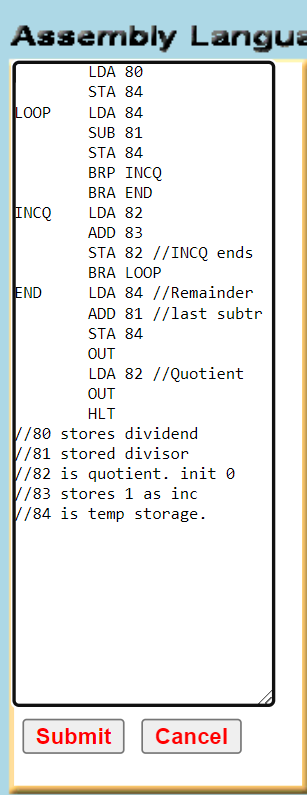 Assembly Langua
LDA 80
STA 84
LOOP LDA 84
SUB 81
STA 84
BRP INCQ
BRA END
INCQ LDA 82
ADD 83
STA 82 //INCQ ends
BRA LOOP
END LDA 84 //Remainder
ADD 81 //last subtr
STA 84
OUT
LDA 82 //Quotient
OUT
HLT
//80 stores dividend
//81 stored divisor
//82 is quotient. init 0
//83 stores 1 as inc
//84 is temp storage.
Submit Cancel